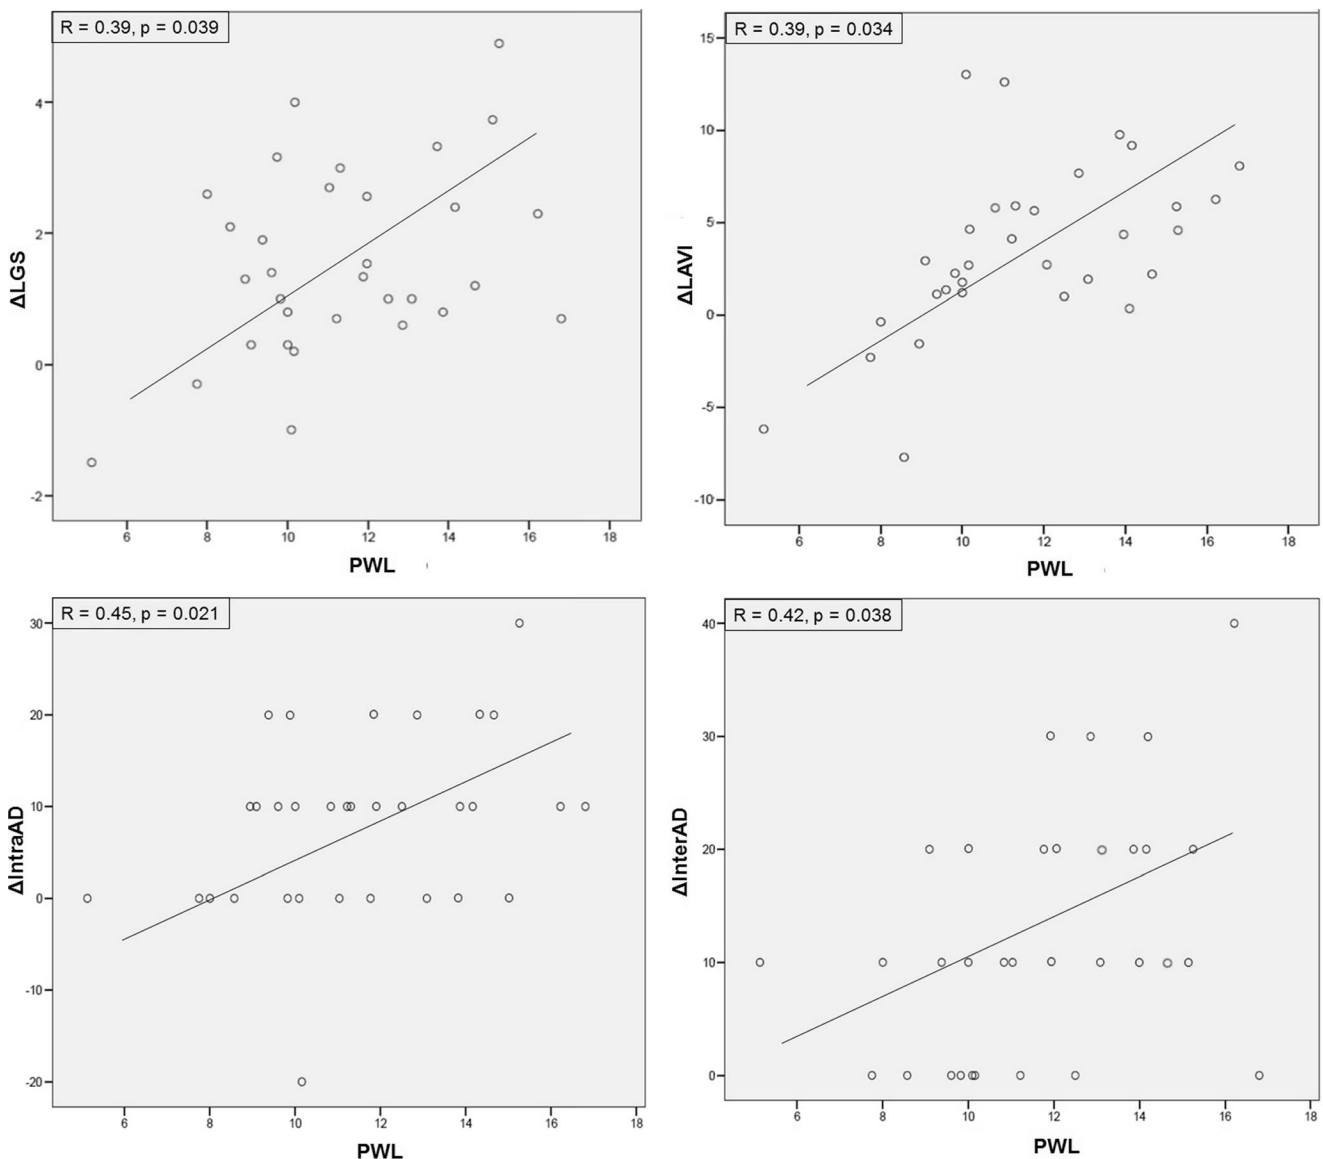 R = 0.39, p = 0.039
4
2
0
-2
ΔLGS
6 8 10 12 14 16 18
PWL
R = 0.39, p = 0.034
15
10
5
0
-5
-10
ΔLAVI
6 8 10 12 14 16 18
PWL
R = 0.45, p = 0.021
30
20
10
0
-10
-20
ΔIntraAD
6 8 10 12 14 16 18
PWL
R = 0.42, p = 0.038
40
30
20
10
0
ΔInterAD
6 8 10 12 14 16 18
PWL